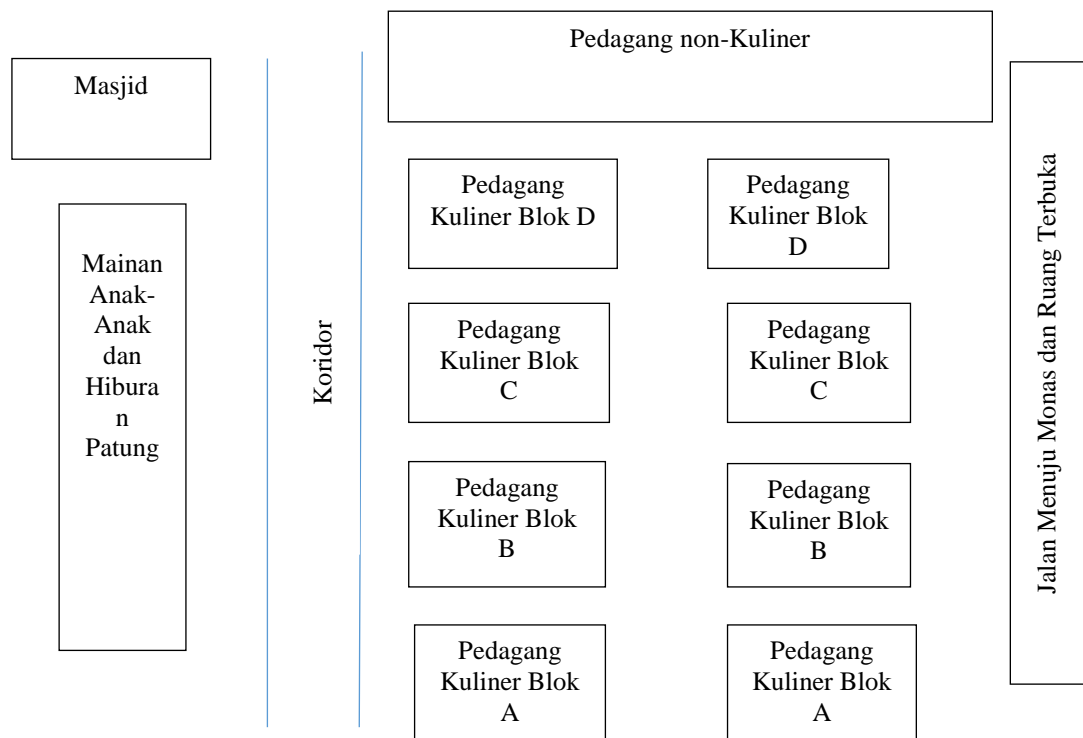 Pedagang non-Kuliner
Masjid
Pedagang
Kuliner Blok D
Pedagang
Kuliner Blok
D
Mainan
Anak-
Anak
dan
Hibura
n
Patung
Koridor
Pedagang
Kuliner Blok
C
Pedagang
Kuliner Blok
C
Jalan Menuju Monas dan Ruang Terbuka
Pedagang
Kuliner Blok
B
Pedagang
Kuliner Blok
B
Pedagang
Kuliner Blok
A
Pedagang
Kuliner Blok
A